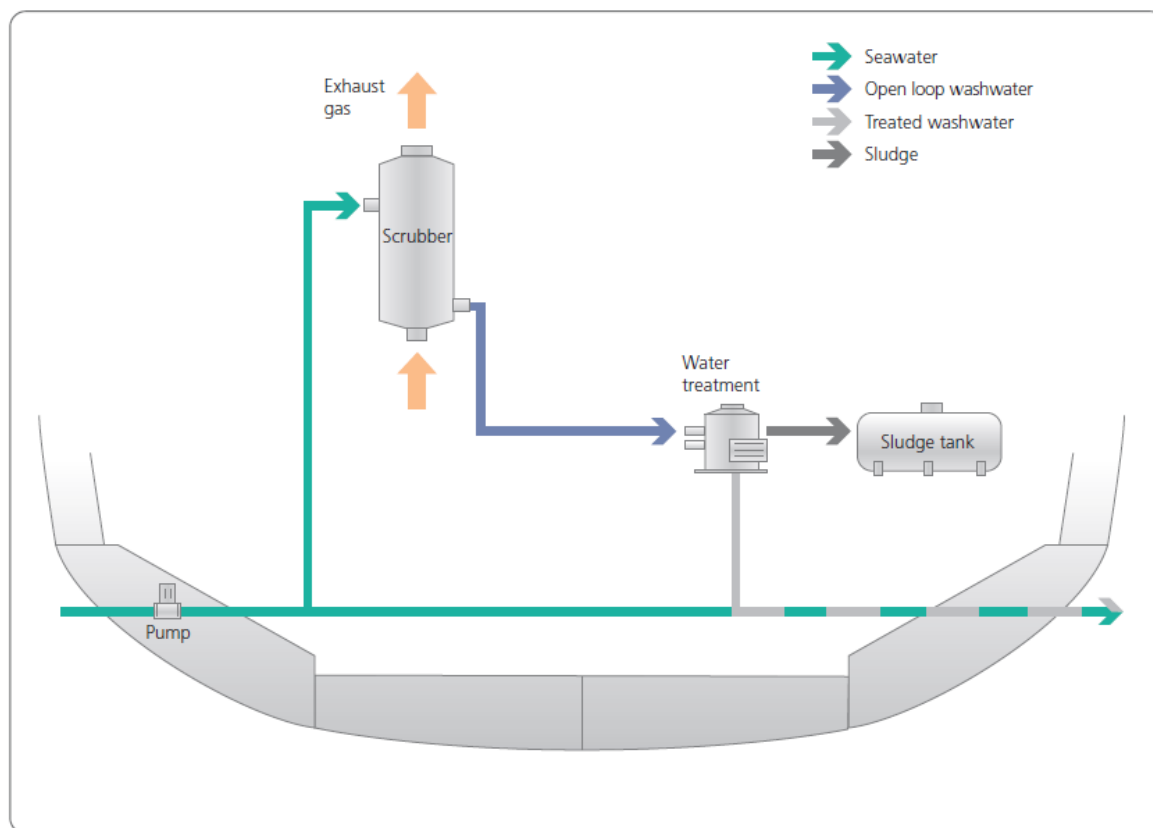 Exhaust
gas
Seawater
Open loop washwater
Treated washwater
Sludge
Scrubber
Water
treatment
Sludge tank
Pump